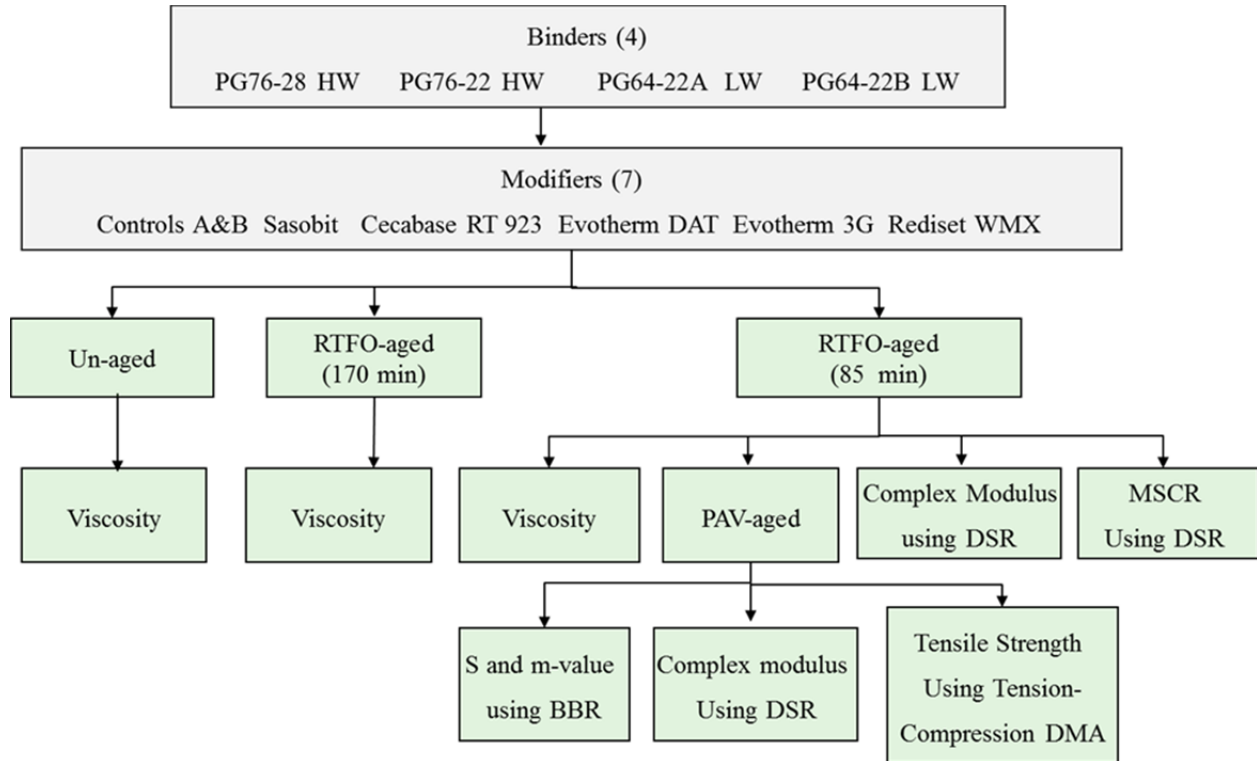 Binders (4)
PG76-28 HW PG76-22 HW PG64-22A LW PG64-22B LW
Modifiers (7)
Controls A&B Sasobit Cecabase RT 923 Evotherm DAT Evotherm 3G Rediset WMX
Un-aged
RTFO-aged
(170 min)
RTFO-aged
(85 min)
Viscosity
Viscosity
Viscosity
PAV-aged
Complex Modulus
using DSR
MSCR
Using DSR
S and m-value
using BBR
Complex modulus
Using DSR
Tensile Strength
Using Tension-
Compression DMA